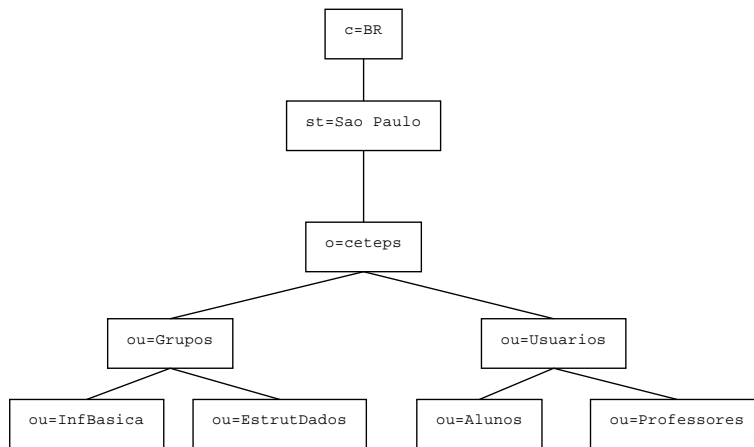 c=BR
st=Sao Paulo
o=ceteps
ou=Grupos
ou=Usuarios
ou=InfBasica
ou=EstrutDados
ou=Alunos
ou=Professores